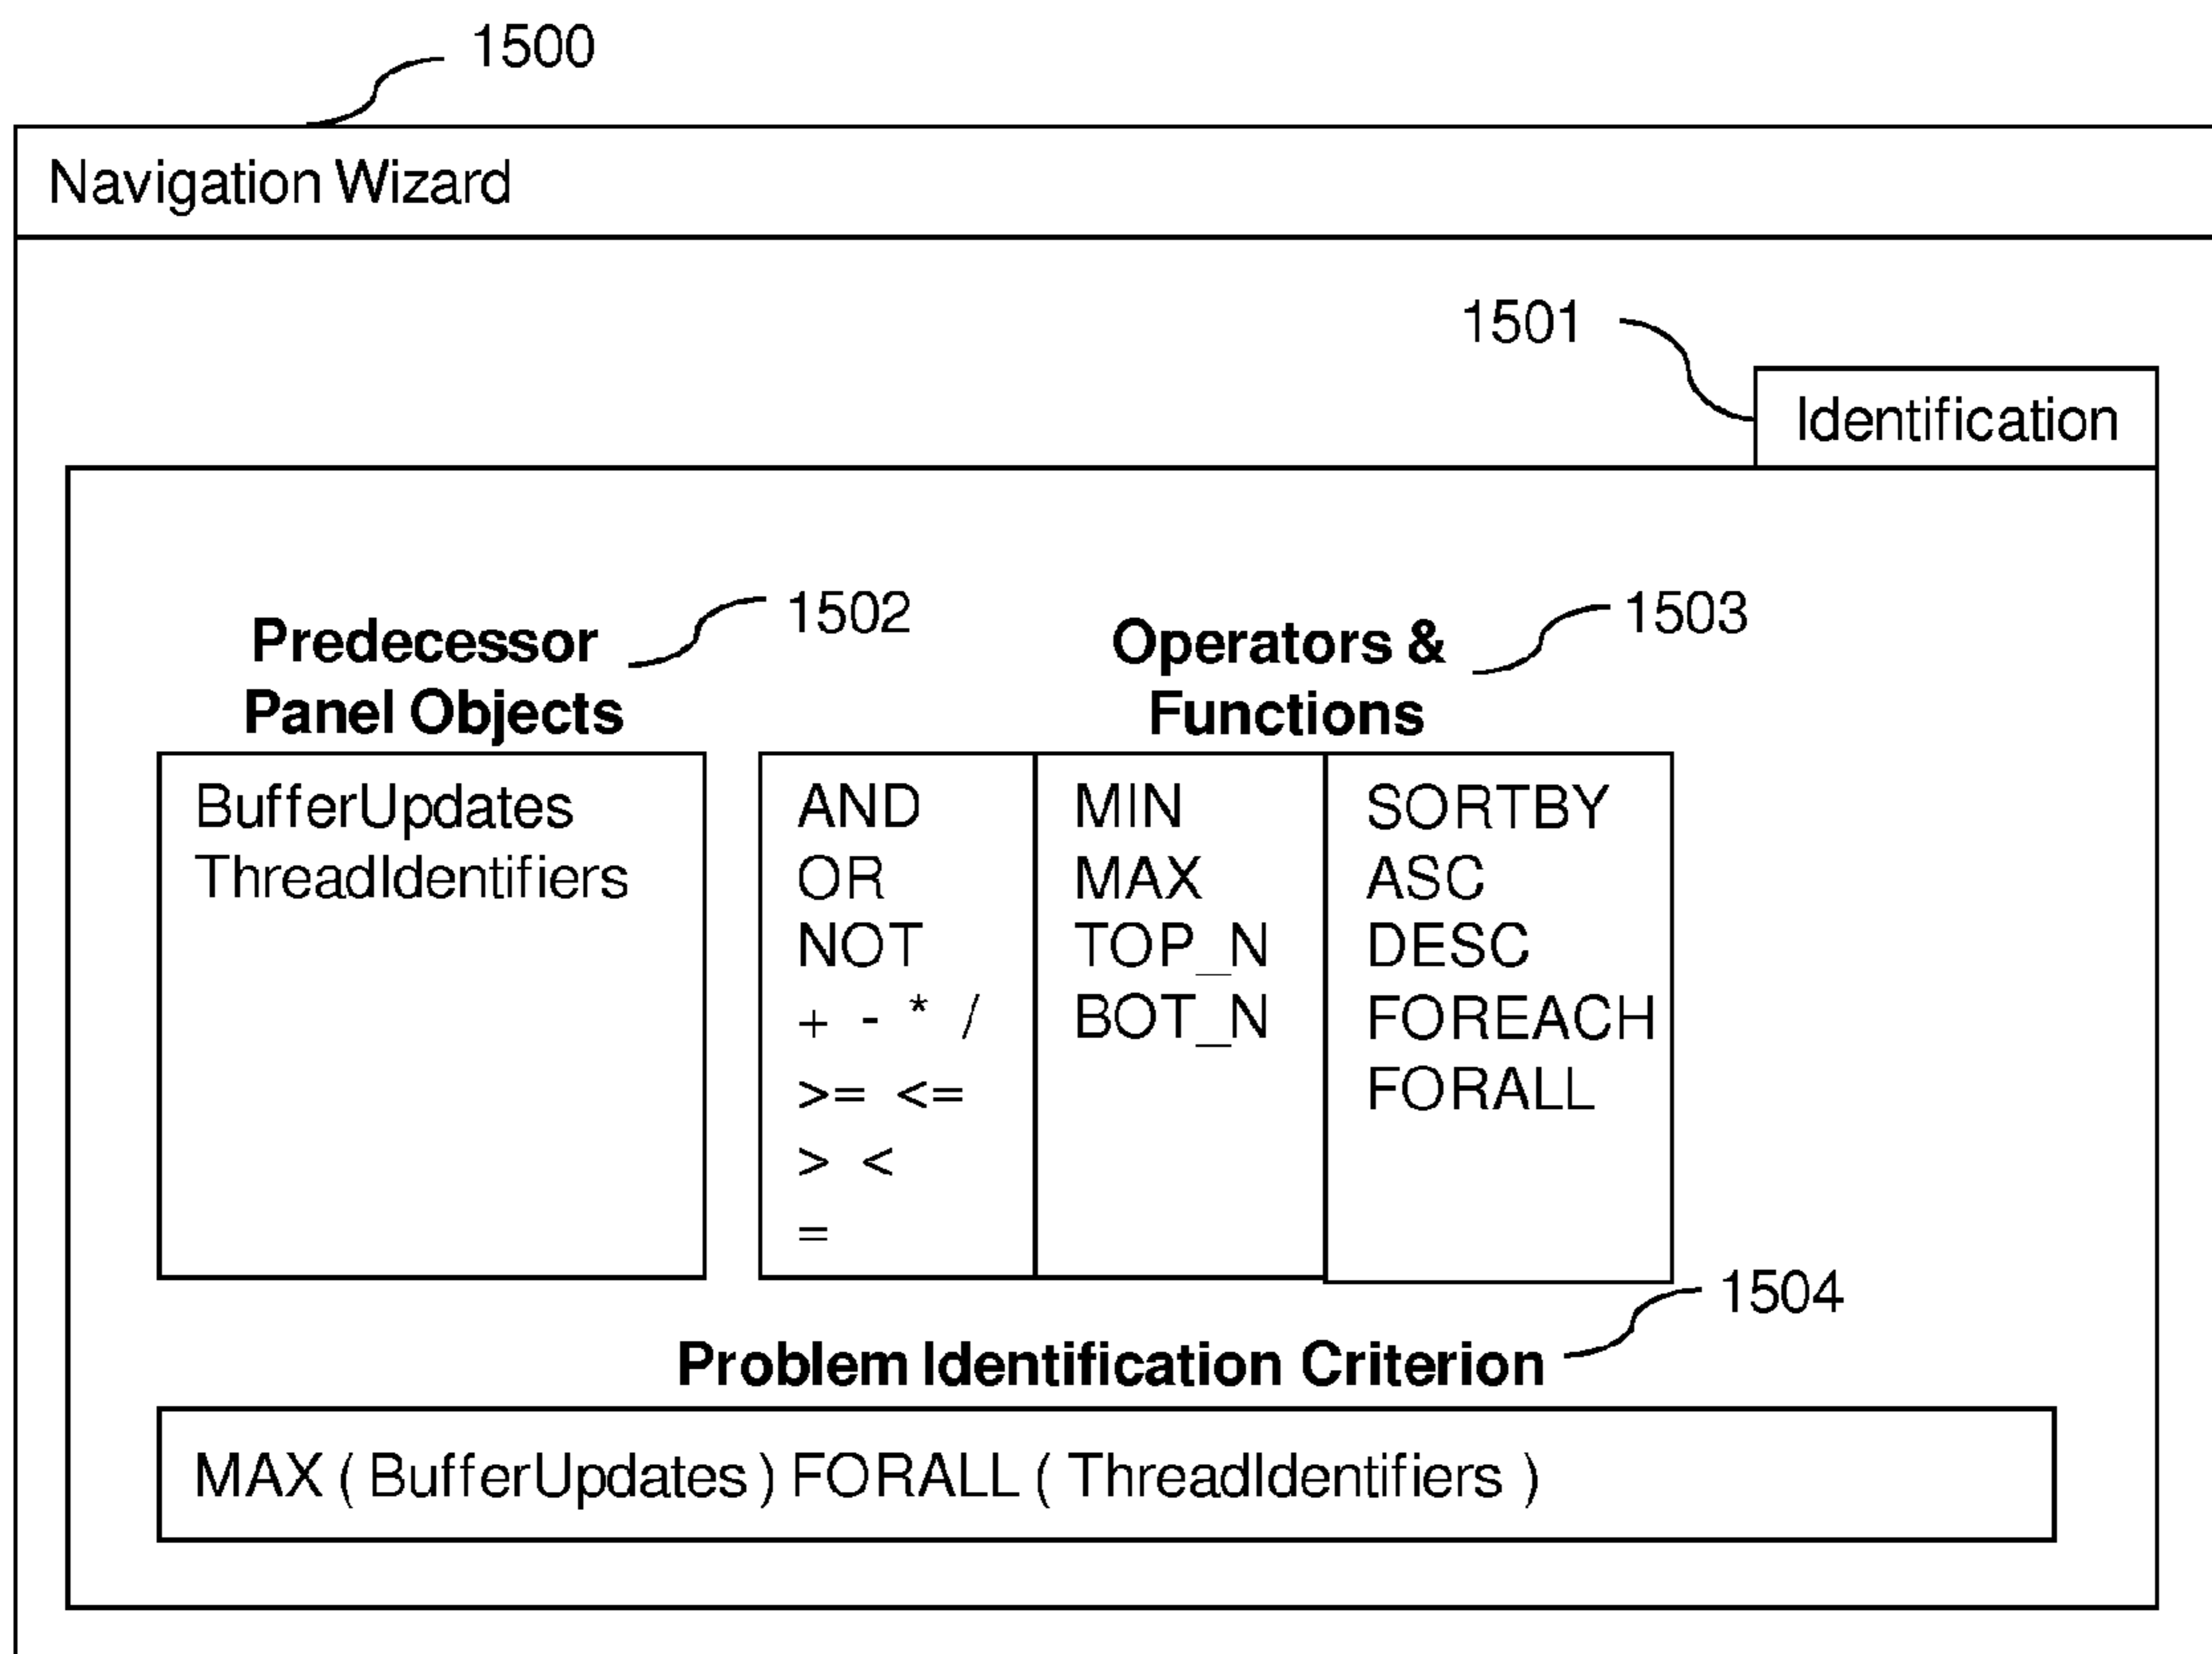 1500
Navigation Wizard
1501
Identification
Predecessor
Panel Objects
1502
Operators &
Functions
1503
BufferUpdates
ThreadIdentifiers
AND
OR
NOT
+ - * /
>= <=
> <
=
MIN
MAX
TOP_N
BOT_N
SORTBY
ASC
DESC
FOREACH
FORALL
1504
Problem Identification Criterion
MAX ( BufferUpdates ) FORALL ( ThreadIdentifiers )